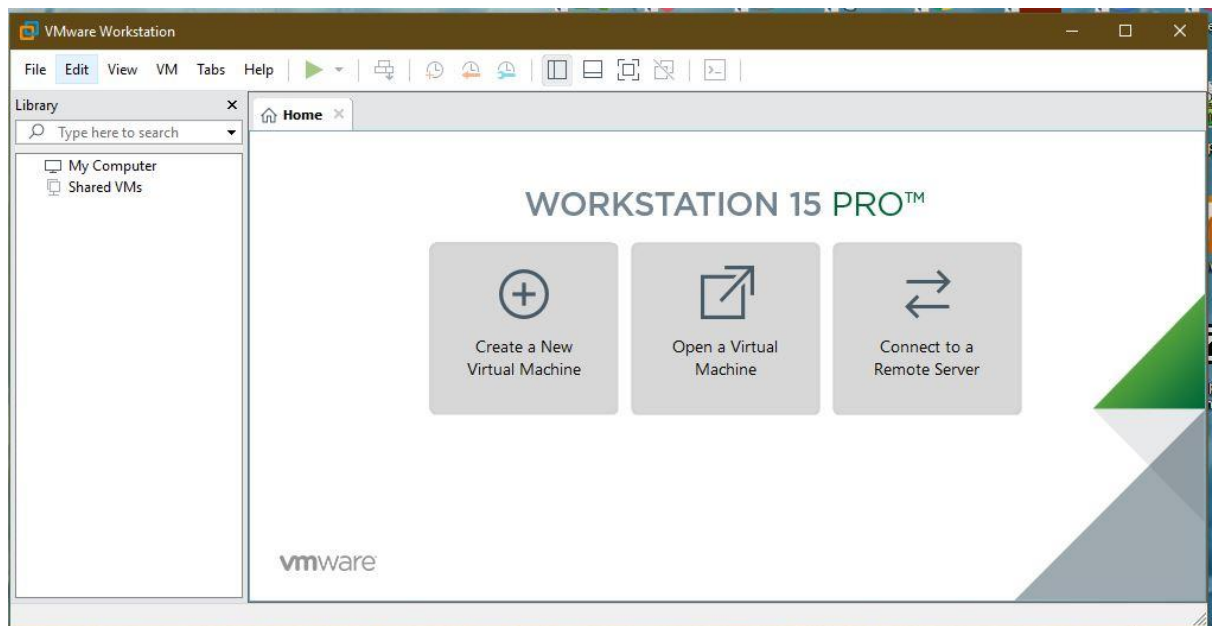 VMware Workstation
File Edit View VM Tabs Help
Library
Home
Type here to search
My Computer
Shared VMs
WORKSTATION 15 PRO™
Create a New
Virtual Machine
Open a Virtual
Machine
Connect to a
Remote Server
vmware